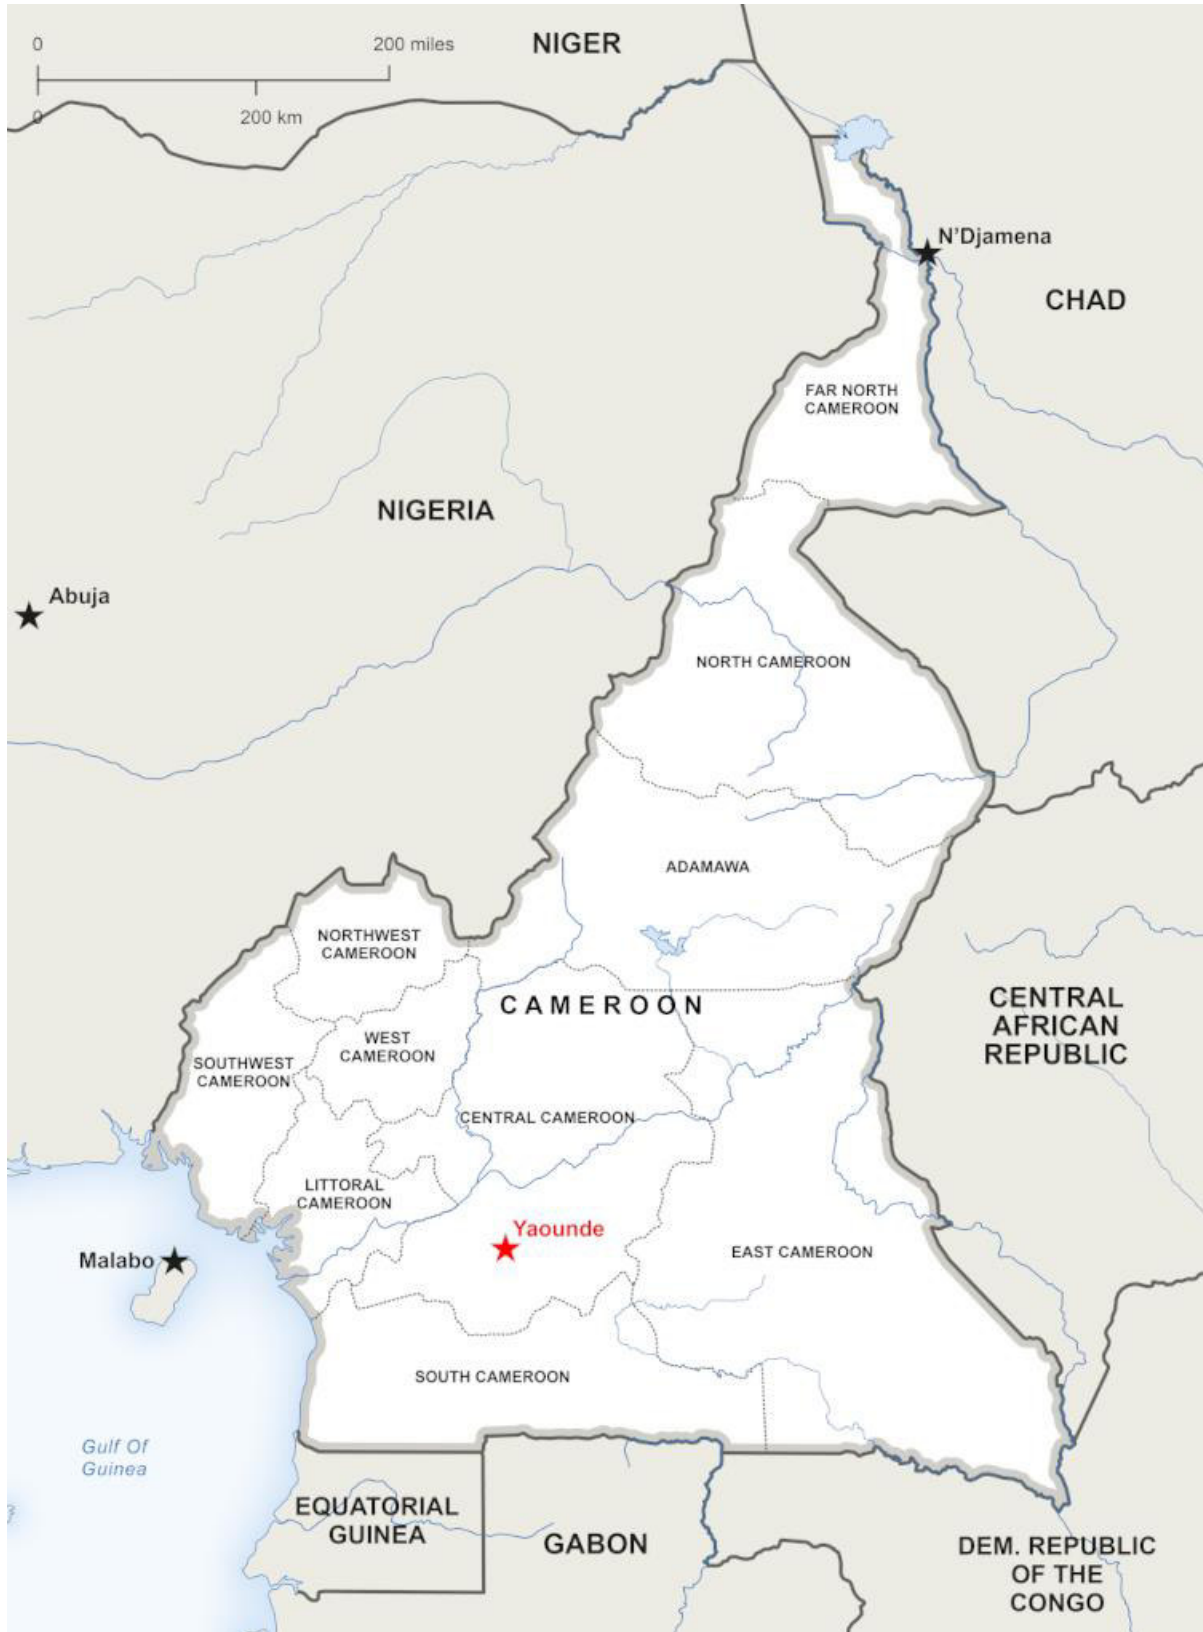 0
200 miles
NIGER
0
200 km
N'Djamena
CHAD
FAR NORTH
CAMEROON
NIGERIA
Abuja
NORTH CAMEROON
ADAMAWA
NORTHWEST
CAMEROON
CAMEROON
CENTRAL
AFRICAN
REPUBLIC
WEST
CAMEROON
SOUTHWEST
CAMEROON
CENTRAL CAMEROON
LITTORAL
CAMEROON
Yaounde
EAST CAMEROON
Malabo
SOUTH CAMEROON
Gulf Of
Guinea
EQUATORIAL
GUINEA
GABON
DEM. REPUBLIC
OF THE
CONGO